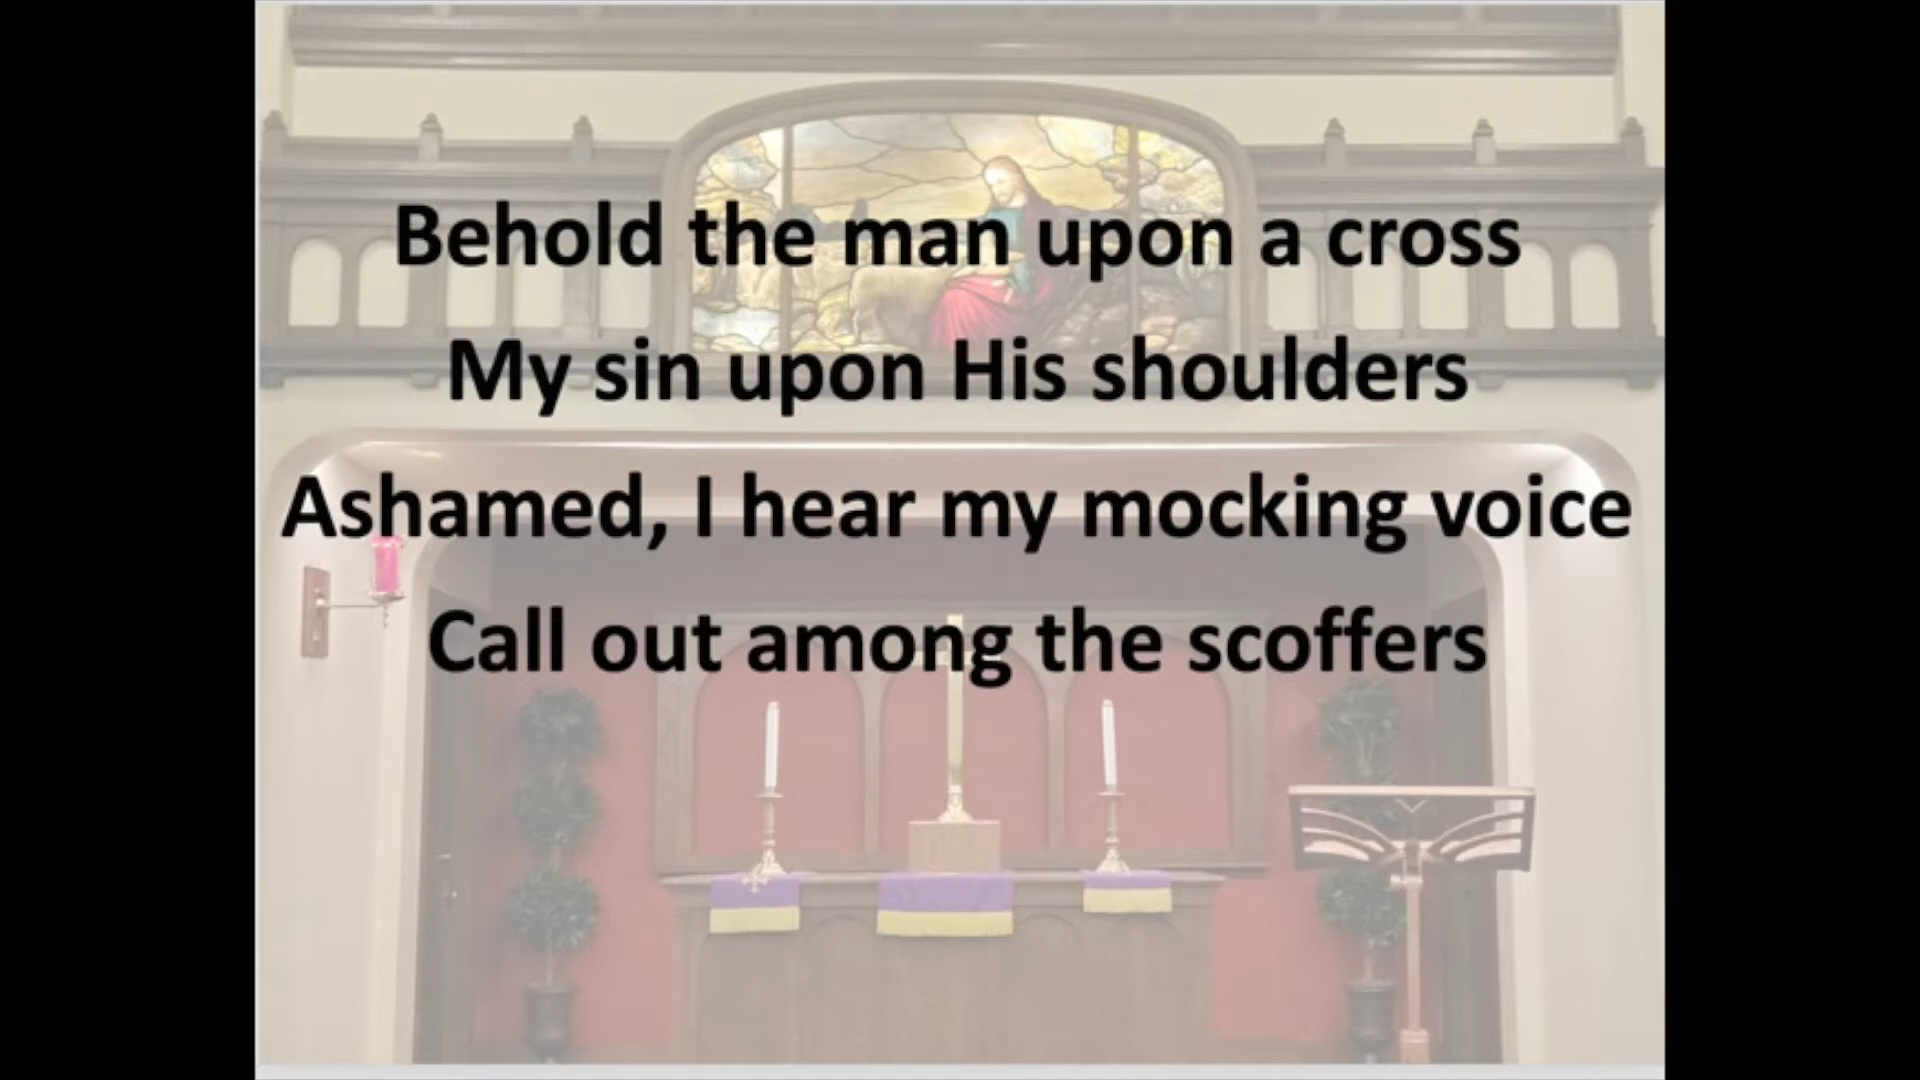 Behold the man upon a cross
My sin upon His shoulders
Ashamed, I hear my mocking voice
Call out among the scoffers